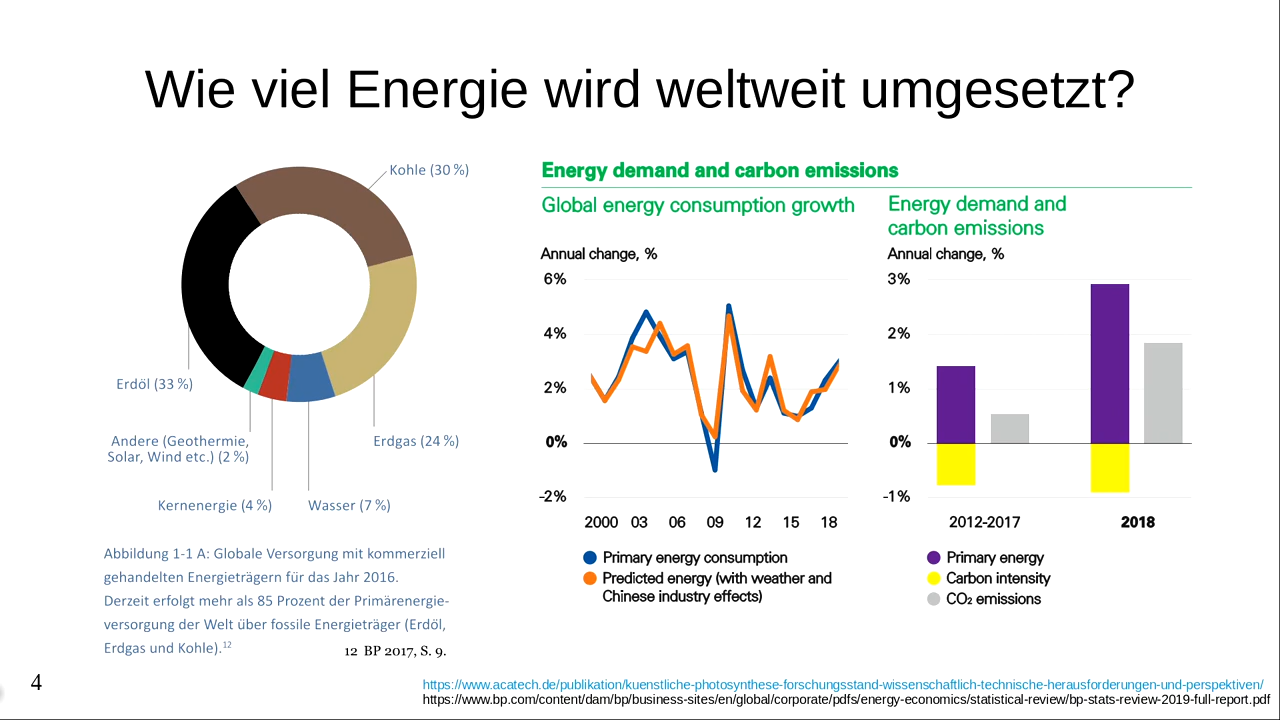 Wie viel Energie wird weltweit umgesetzt?
Kohle (30 %)
Erdöl (33 %)
Andere (Geothermie,
Solar, Wind etc.) (2 %)
Erdgas (24 %)
Kernenergie (4 %)
Wasser (7 %)
Abbildung 1-1 A: Globale Versorgung mit kommerziell
gehandelten Energieträgern für das Jahr 2016.
Derzeit erfolgt mehr als 85 Prozent der Primärenergie-
versorgung der Welt über fossile Energieträger (Erdöl,
Erdgas und Kohle).12
12 BP 2017, S. 9.
Energy demand and carbon emissions
Global energy consumption growth
Annual change, %
6%
4%
2%
0%
-2%
2000 03 06 09 12 15 18
Primary energy consumption
Predicted energy (with weather and
Chinese industry effects)
Energy demand and
carbon emissions
Annual change, %
3%
2%
1%
0%
-1%
2012-2017 2018
Primary energy
Carbon intensity
CO₂ emissions
4
https://www.acatech.de/publikation/kuenstliche-photosynthese-forschungsstand-wissenschaftlich-technische-herausforderungen-und-perspektiven/
https://www.bp.com/content/dam/bp/business-sites/en/global/corporate/pdfs/energy-economics/statistical-review/bp-stats-review-2019-full-report.pdf